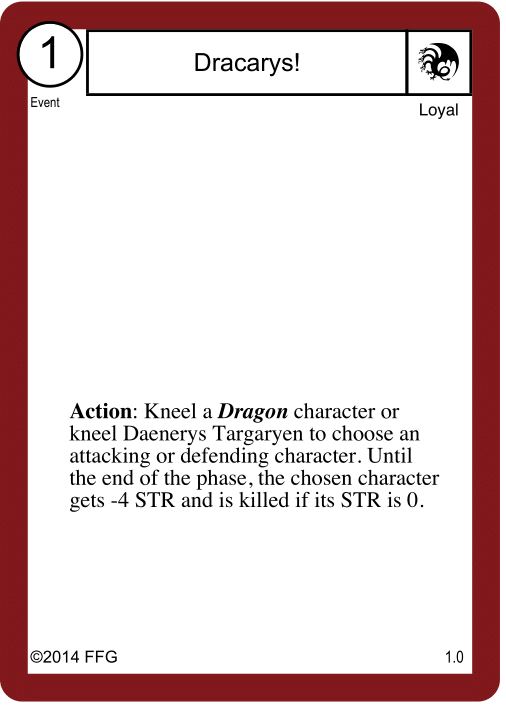 1
Dracarys!
Event
Loyal
Action: Kneel a Dragon character or
kneel Daenerys Targaryen to choose an
attacking or defending character. Until
the end of the phase, the chosen character
gets -4 STR and is killed if its STR is 0.
©2014 FFG
1.0